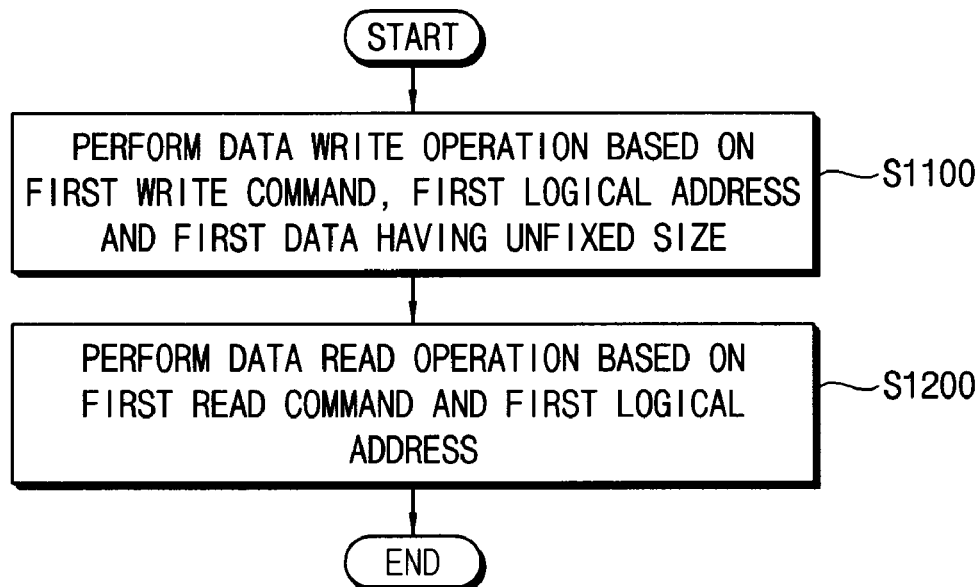 START
PERFORM DATA WRITE OPERATION BASED ON
FIRST WRITE COMMAND, FIRST LOGICAL ADDRESS
AND FIRST DATA HAVING UNFIXED SIZE
S1100
PERFORM DATA READ OPERATION BASED ON
FIRST READ COMMAND AND FIRST LOGICAL
ADDRESS
S1200
END